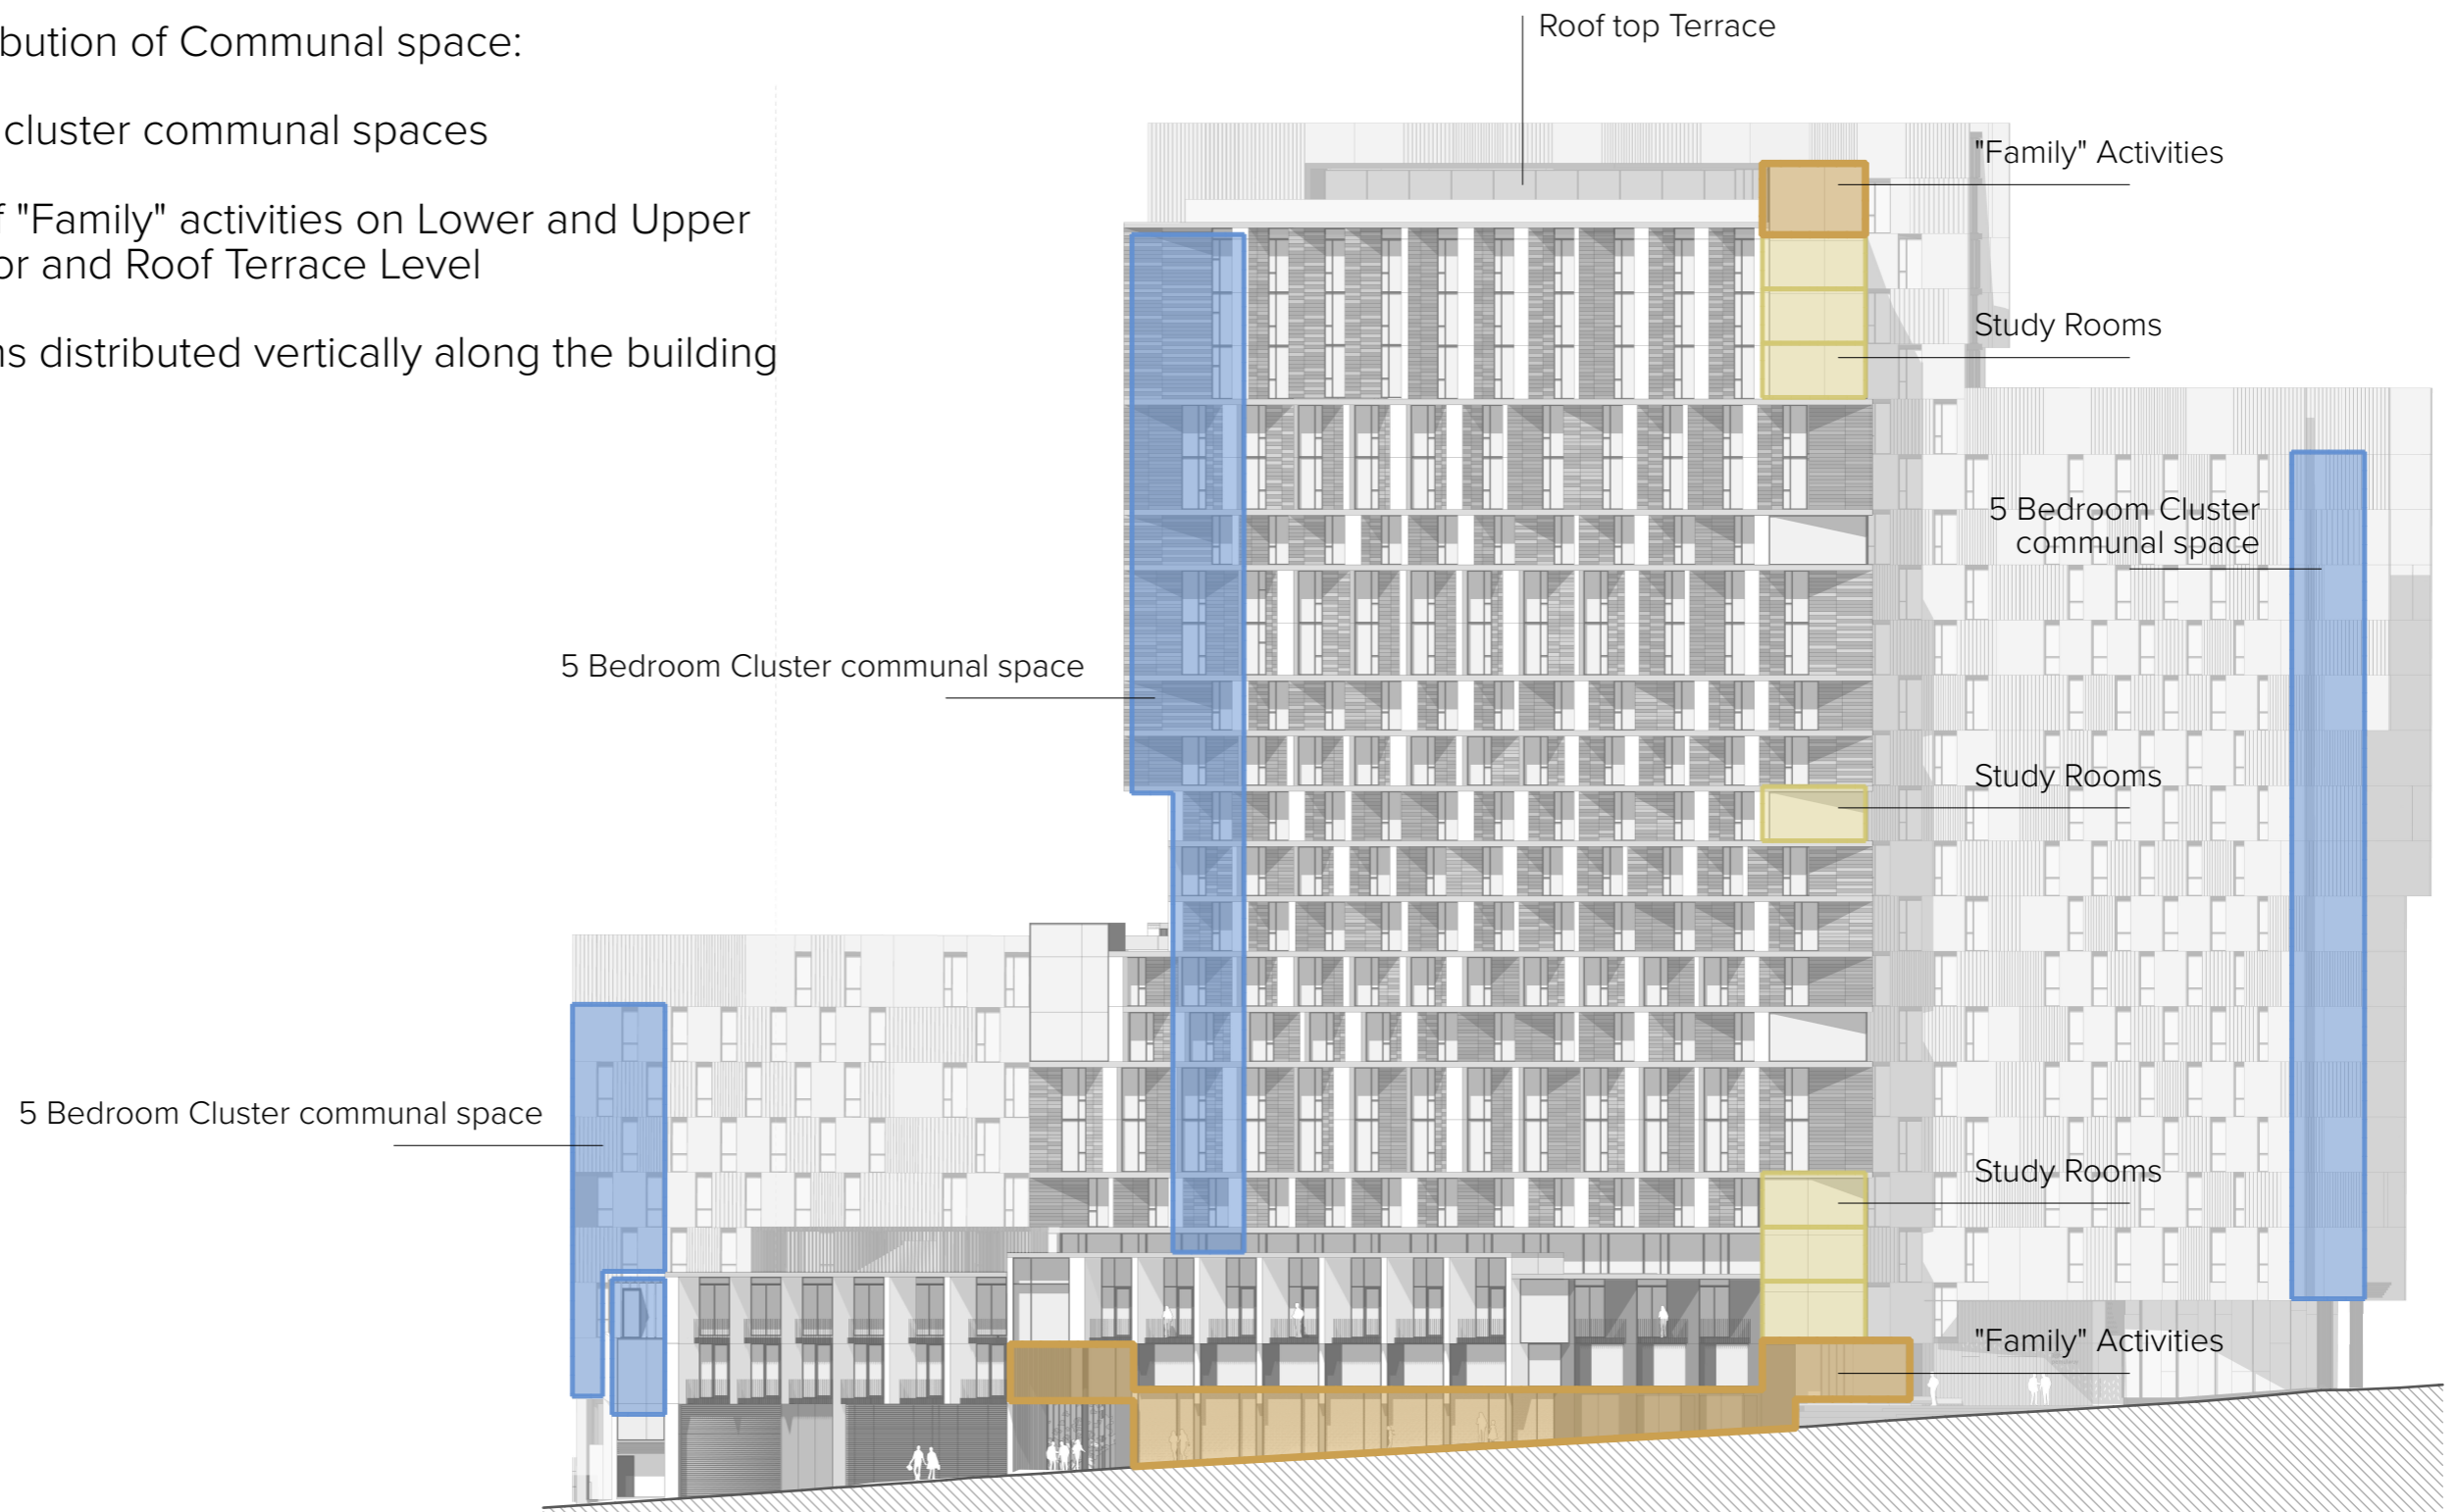 bution of Communal space:
cluster communal spaces
f "Family" activities on Lower and Upper
or and Roof Terrace Level
ns distributed vertically along the building
Roof top Terrace
"Family" Activities
Study Rooms
5 Bedroom Cluster
communal space
5 Bedroom Cluster communal space
Study Rooms
5 Bedroom Cluster communal space
Study Rooms
"Family" Activities